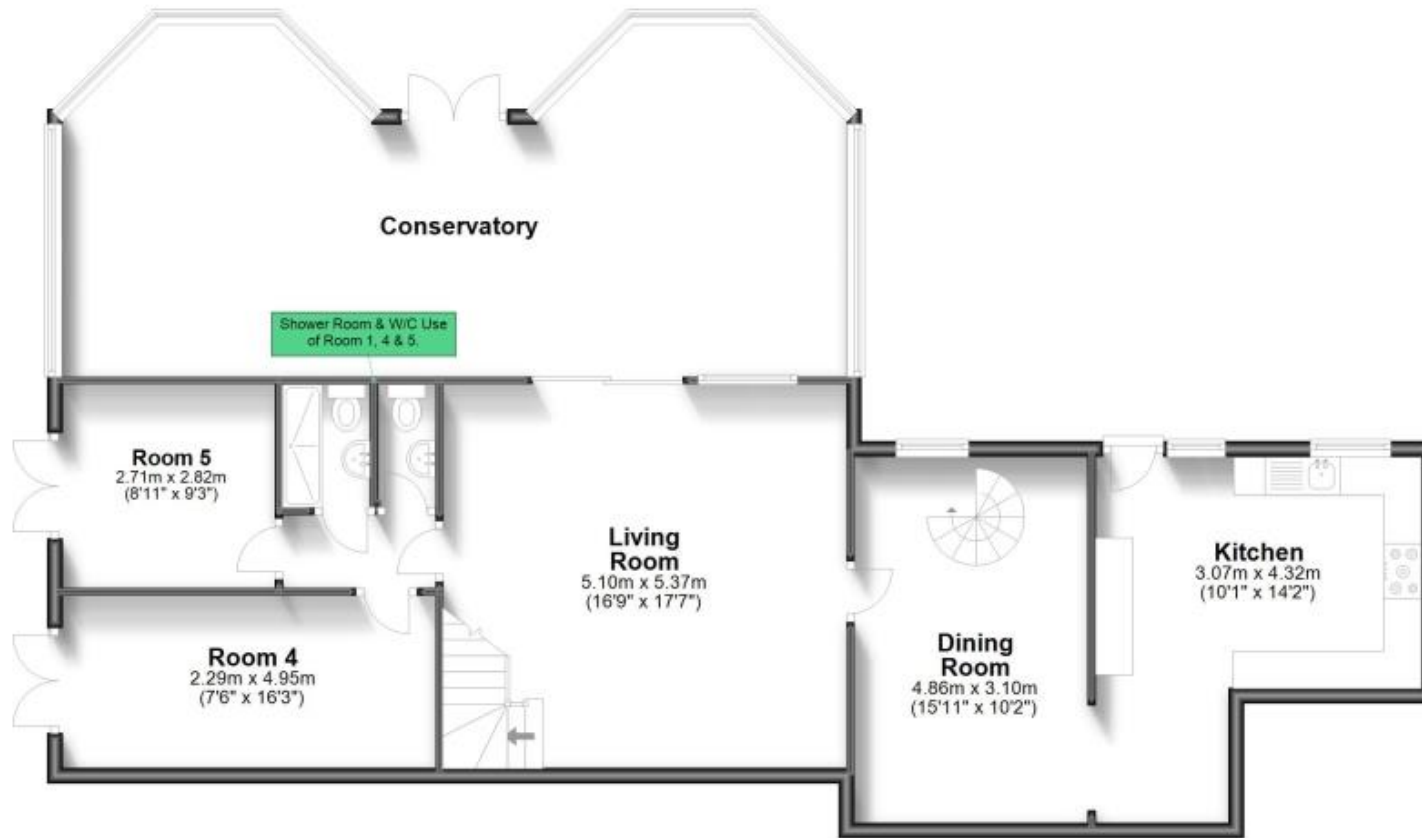 Conservatory
Shower Room & W/C Use
of Room 1, 4 & 5.
Room 5
2.71m x 2.82m
(8'11" x 9'3")
Living
Room
5.10m x 5.37m
(16'9" x 17'7")
Kitchen
3.07m x 4.32m
(10'1" x 14'2")
Room 4
2.29m x 4.95m
(7'6" x 16'3")
Dining
Room
4.86m x 3.10m
(15'11" x 10'2")